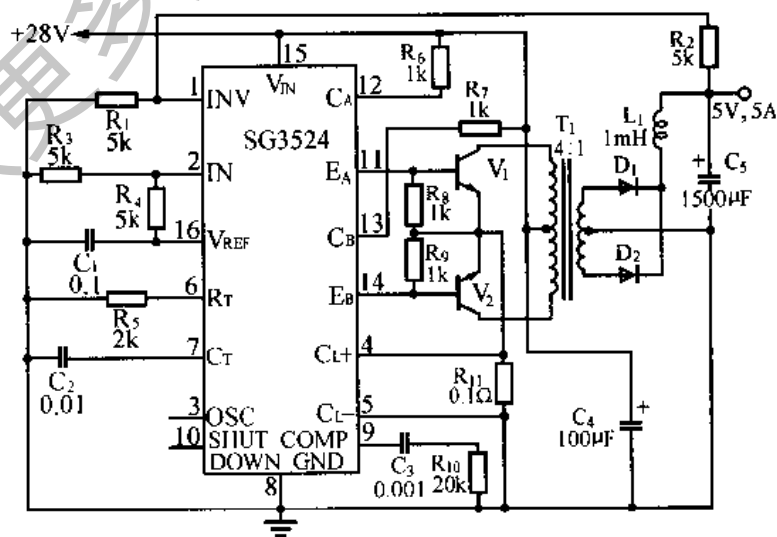 更多
+28V
15
VIN
R6
1k
R2
5k
1
INV
12
CA
R7
1k
R1
5k
SG3524
T1
4:1
L1
1mH
5V, 5A
R3
5k
2
IN
11
EA
V1
D1
+
C5
1500μF
R4
5k
R8
1k
16
VREF
13
CB
C1
0.1
R9
1k
D2
6
RT
14
EB
V2
R5
2k
7
CT
4
CL+
C2
0.01
R11
0.1Ω
3
OSC
5
CL−
C4
100μF
+
10
SHUT
DOWN
COMP
9
GND
C3
0.001
R10
20k
8